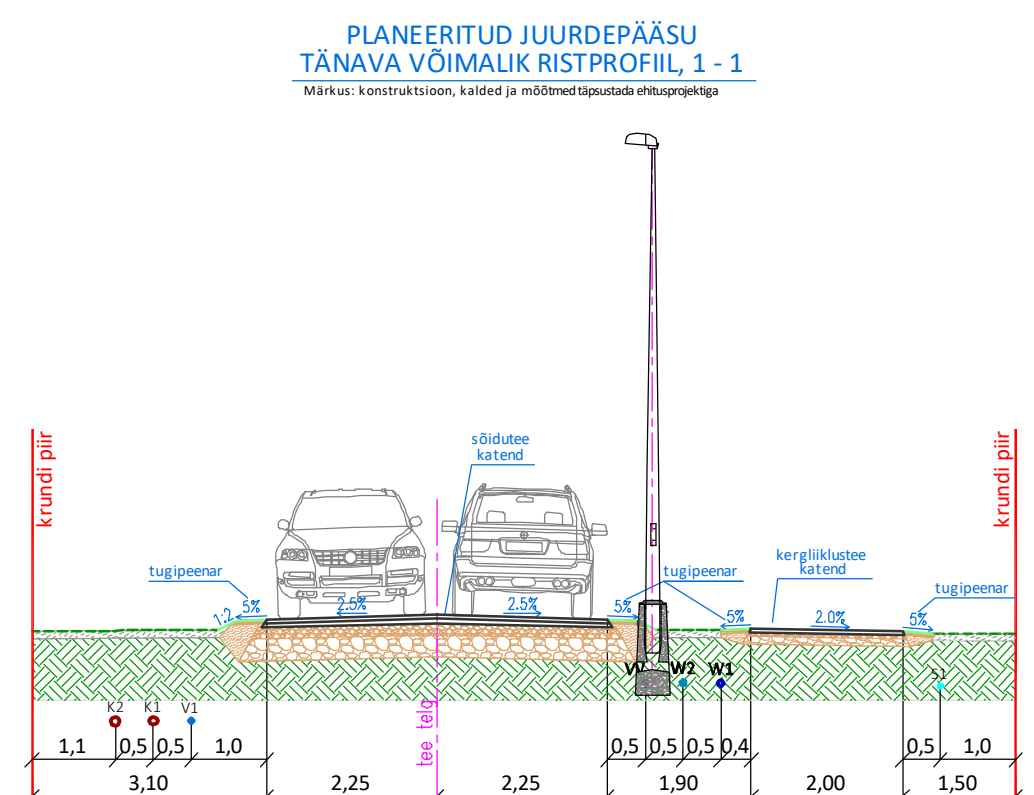 PLANEERITUD JUURDEPÄÄSU
TÄNAVA VÕIMALIK RISTPROFIIL, 1 - 1
Märkus: konstruktsioon, kalded ja mõõtmed täpsustada ehitusprojektiga
krundi piir
krundi piir
sõidutee
katend
kergliiklustee
katend
tugipeenar
tugipeenar
tugipeenar
1:2
5%
2.5%
2.5%
5%
5%
2.0%
5%
W2
W1
S1
K2
K1
V1
tee telg
1,1
0,5
0,5
1,0
0,5
0,5
0,5
0,4
0,5
1,0
3,10
2,25
2,25
1,90
2,00
1,50